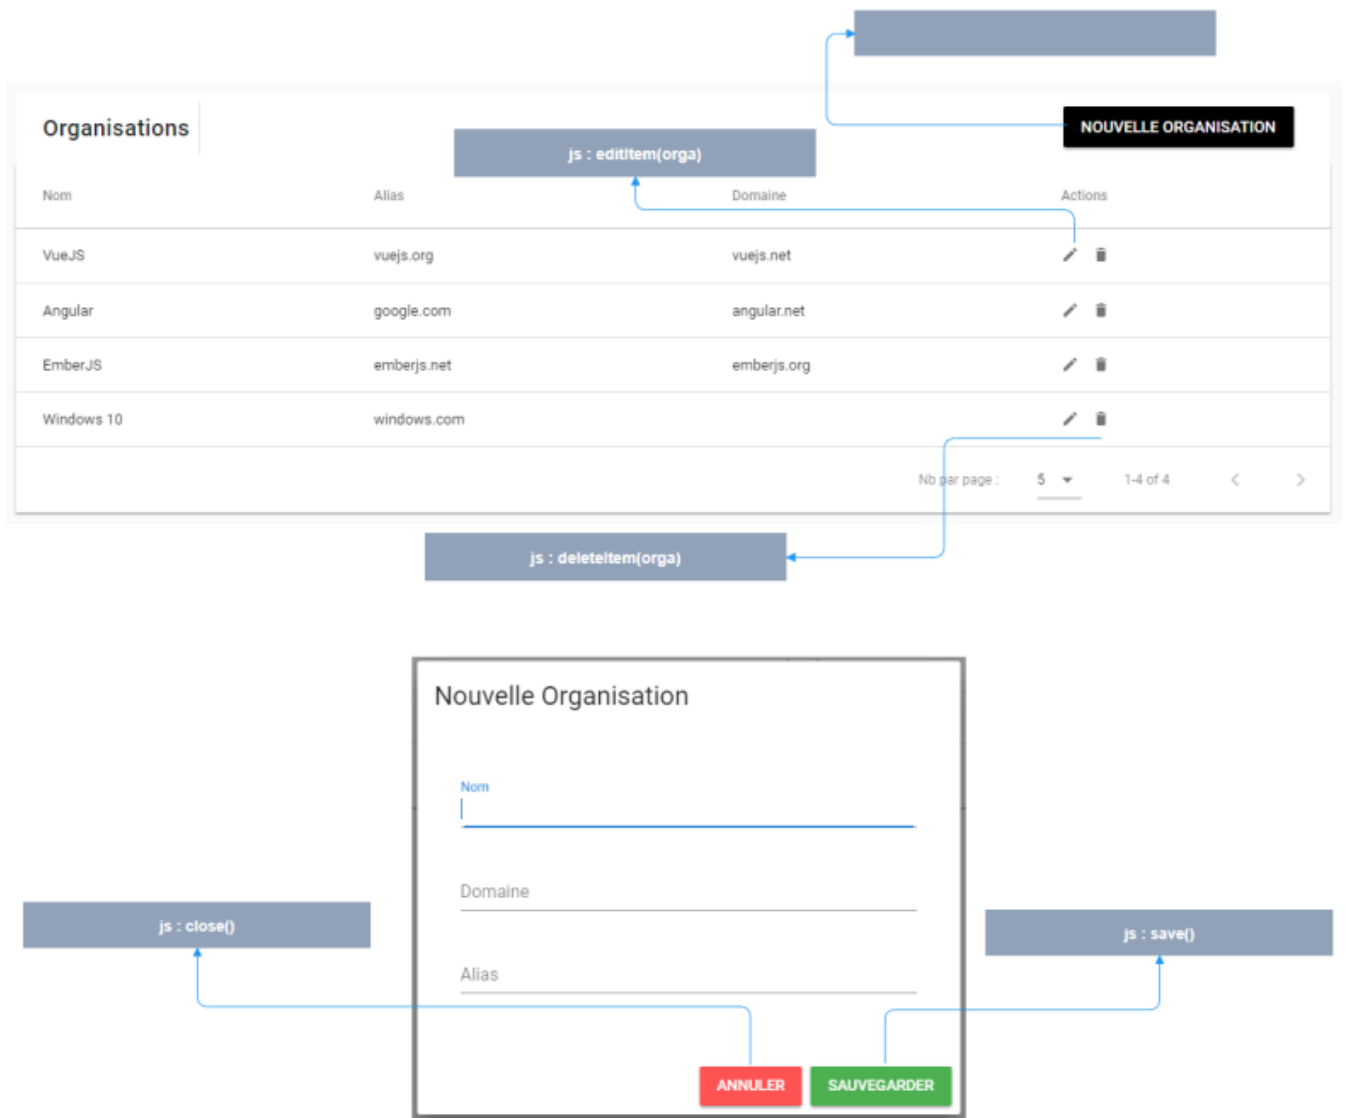 Organisations
NOUVELLE ORGANISATION
js : editItem(orga)
Nom Alias Domaine Actions
VueJS vuejs.org vuejs.net
Angular google.com angular.net
EmberJS emberjs.net emberjs.org
Windows 10 windows.com
Nb par page : 5 1-4 of 4
js : deleteItem(orga)
Nouvelle Organisation
Nom
Domaine
js : close()
js : save()
Alias
ANNULER SAUVEGARDER